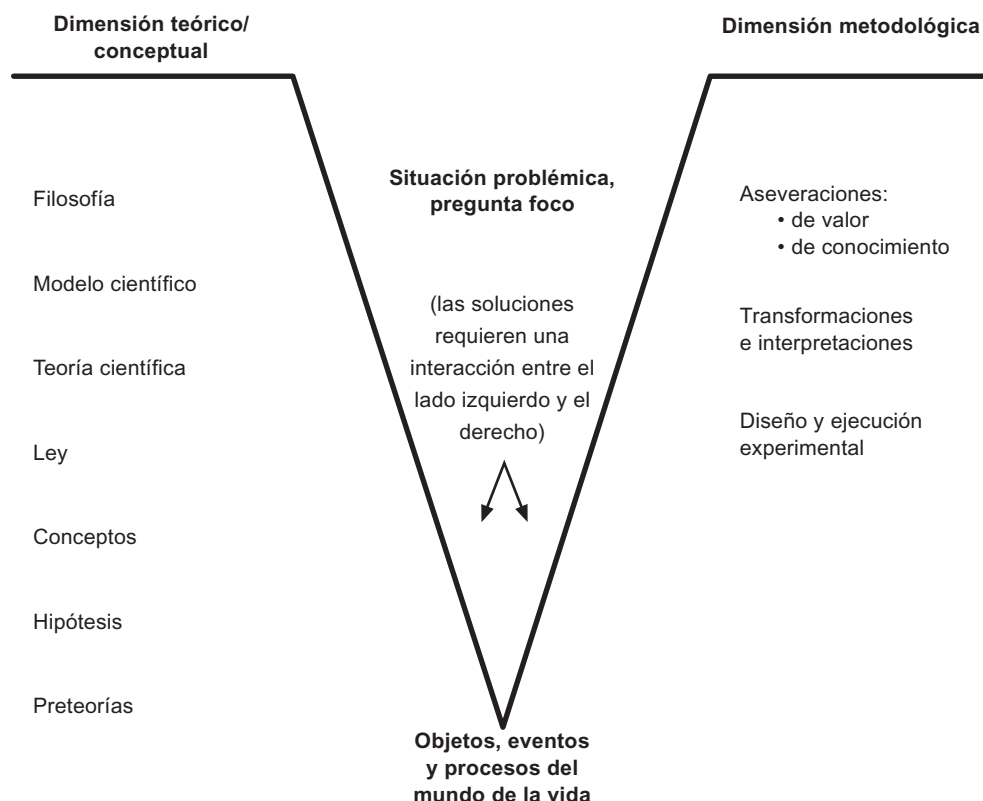 Dimensión teórico/
conceptual
Dimensión metodológica
Filosofía
Modelo científico
Teoría científica
Ley
Conceptos
Hipótesis
Preteorías
Situación problémica,
pregunta foco
(las soluciones
requieren una
interacción entre el
lado izquierdo y el
derecho)
Aseveraciones:
• de valor
• de conocimiento
Transformaciones
e interpretaciones
Diseño y ejecución
experimental
Objetos, eventos
y procesos del
mundo de la vida